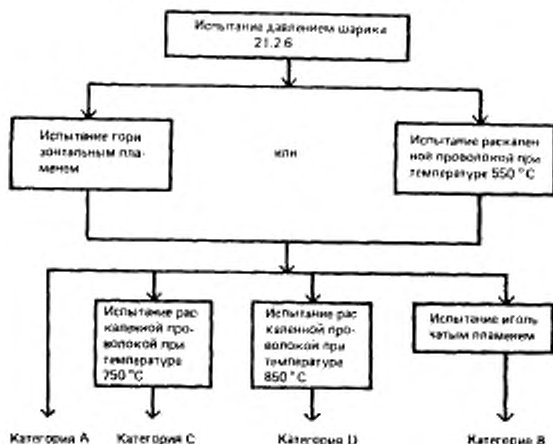 Испытание давлением шарика
21.2.6
Испытание гори
зонтальным пла-
менем
или
Испытание раскален
ной проволокой при
температуре 550 °С
Испытание рас
каленной про-
волокой при
температуре
750 °С
Испытание рас
каленной про-
волокой при
температуре
850 °С
Испытание иголь
чатым пламенем
Категория А
Категория С
Категория D
Категория В